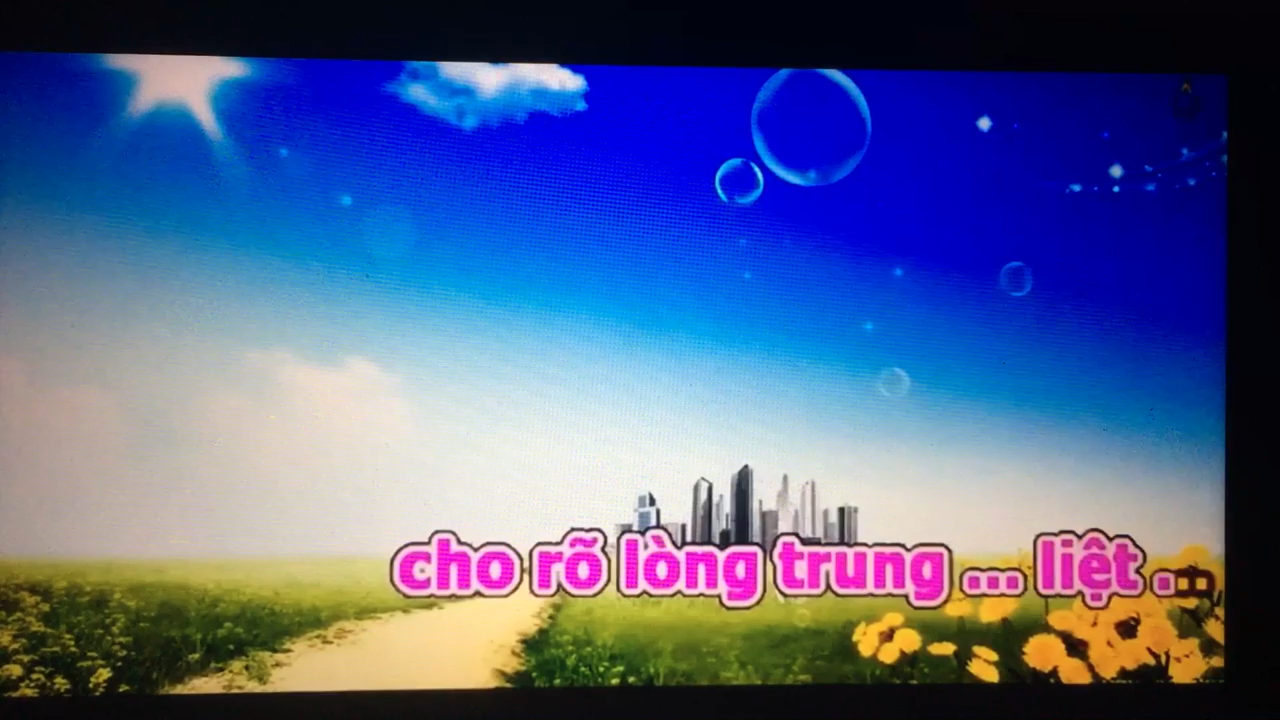 cho rõ lòng trung ... liệt ...